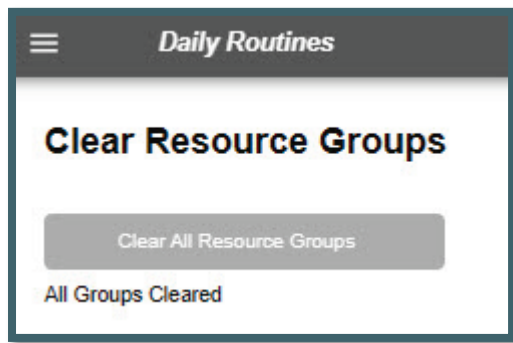 Daily Routines
Clear Resource Groups
Clear All Resource Groups
All Groups Cleared